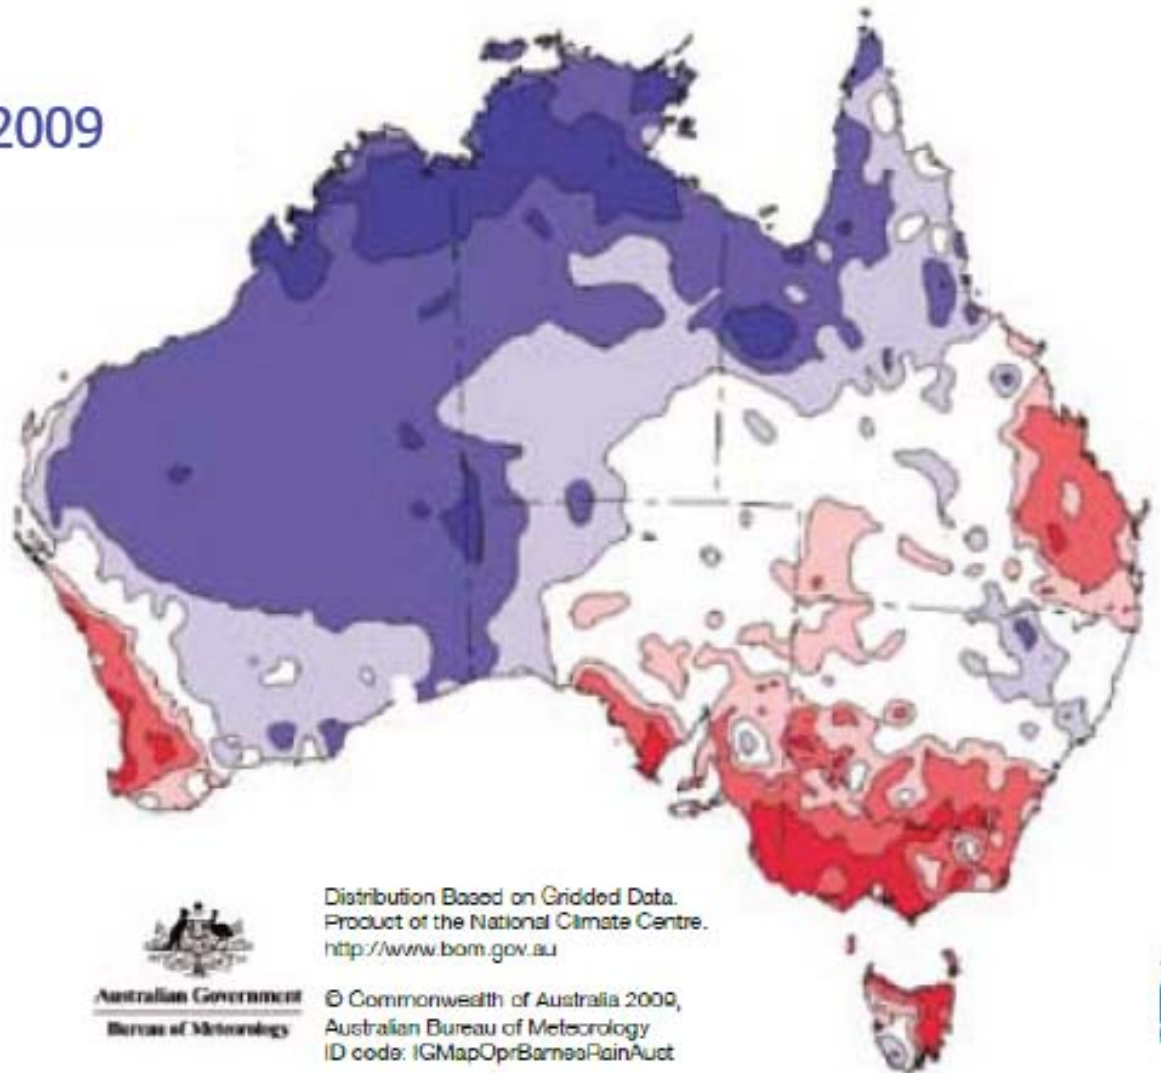 2009
Distribution Based on Gridded Data.
Product of the National Climate Centre.
http://www.bom.gov.au
Australian Government
Bureau of Meteorology
© Commonwealth of Australia 2009,
Australian Bureau of Meteorology
ID code: IGMapOprBarnesRainAust